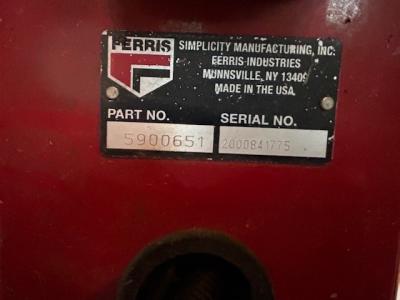 FERRIS
SIMPLICITY MANUFACTURING, INC.
FERRIS INDUSTRIES
MUNNSVILLE, NY 13409
MADE IN THE USA
PART NO. SERIAL NO.
5900651 2000841775